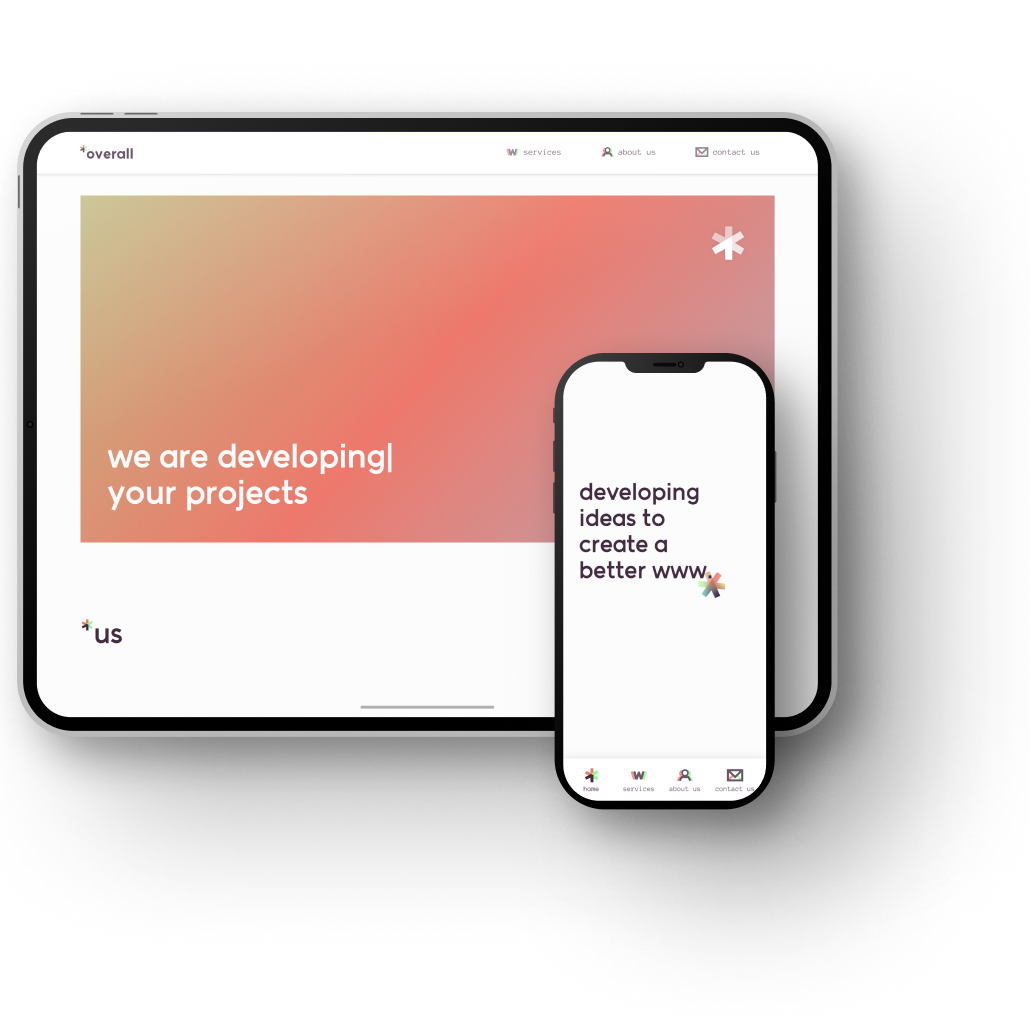 *overall
services
about us
contact us
we are developing|
your projects
*us
developing
ideas to
create a
better www.
home
services
about us
contact us